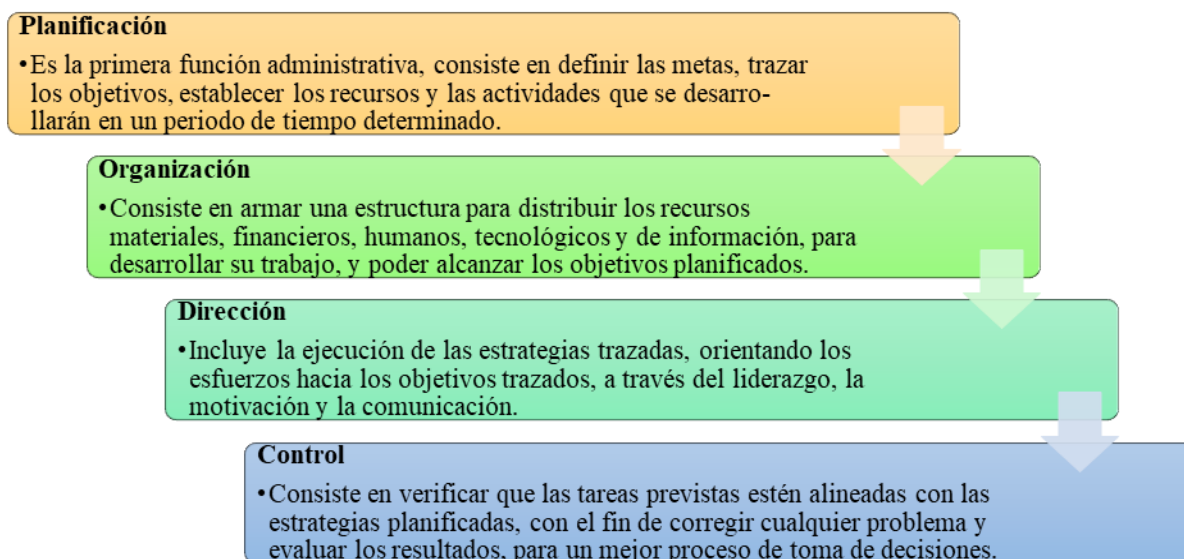 Planificación
•Es la primera función administrativa, consiste en definir las metas, trazar
los objetivos, establecer los recursos y las actividades que se desarro-
llarán en un periodo de tiempo determinado.
Organización
•Consiste en armar una estructura para distribuir los recursos
materiales, financieros, humanos, tecnológicos y de información, para
desarrollar su trabajo, y poder alcanzar los objetivos planificados.
Dirección
•Incluye la ejecución de las estrategias trazadas, orientando los
esfuerzos hacia los objetivos trazados, a través del liderazgo, la
motivación y la comunicación.
Control
•Consiste en verificar que las tareas previstas estén alineadas con las
estrategias planificadas, con el fin de corregir cualquier problema y
evaluar los resultados, para un mejor proceso de toma de decisiones.